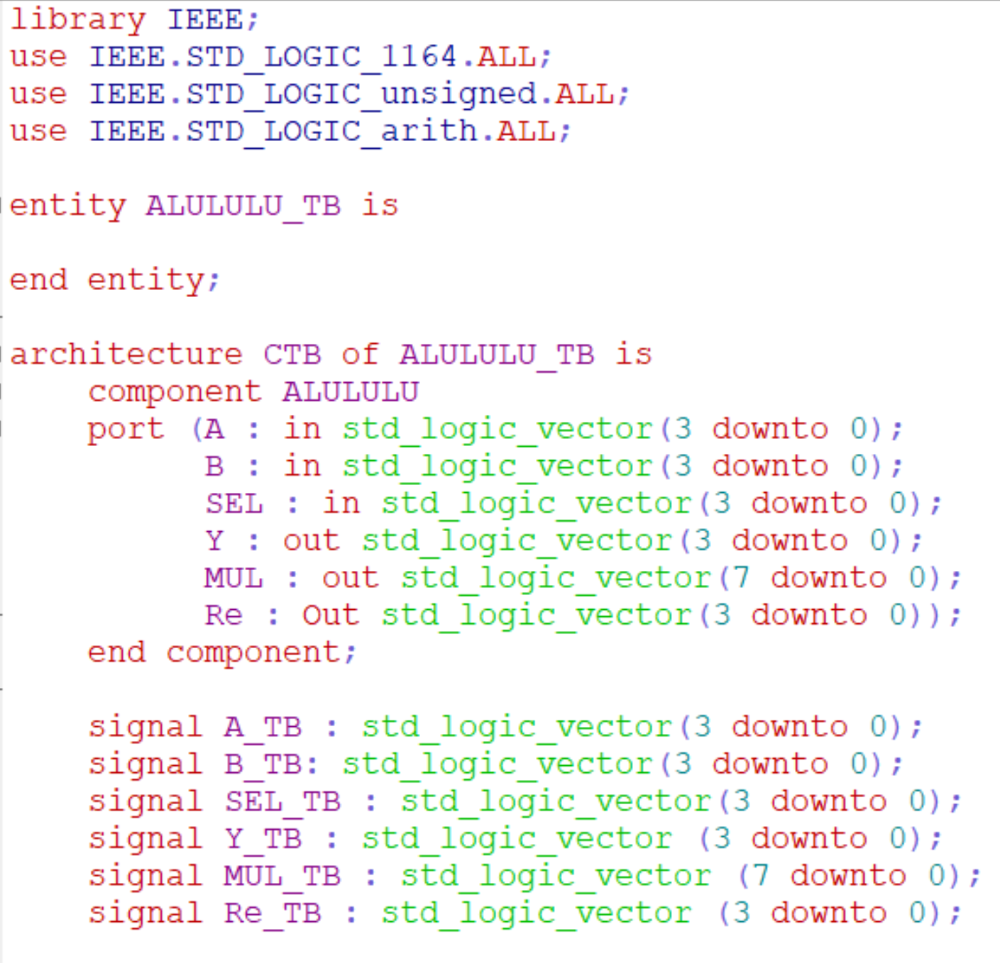 library IEEE;
use IEEE.STD_LOGIC_1164.ALL;
use IEEE.STD_LOGIC_unsigned.ALL;
use IEEE.STD_LOGIC_arith.ALL;
entity ALULULU_TB is
end entity;
architecture CTB of ALULULU_TB is
component ALULULU
port (A : in std_logic_vector(3 downto 0);
B : in std_logic_vector(3 downto 0);
SEL : in std_logic_vector(3 downto 0);
Y : out std_logic_vector(3 downto 0);
MUL : out std_logic_vector(7 downto 0);
Re : Out std_logic_vector(3 downto 0));
end component;
signal A_TB : std_logic_vector(3 downto 0);
signal B_TB: std_logic_vector(3 downto 0);
signal SEL_TB : std_logic_vector(3 downto 0);
signal Y_TB : std_logic_vector (3 downto 0);
signal MUL_TB : std_logic_vector (7 downto 0);
signal Re_TB : std_logic_vector (3 downto 0);